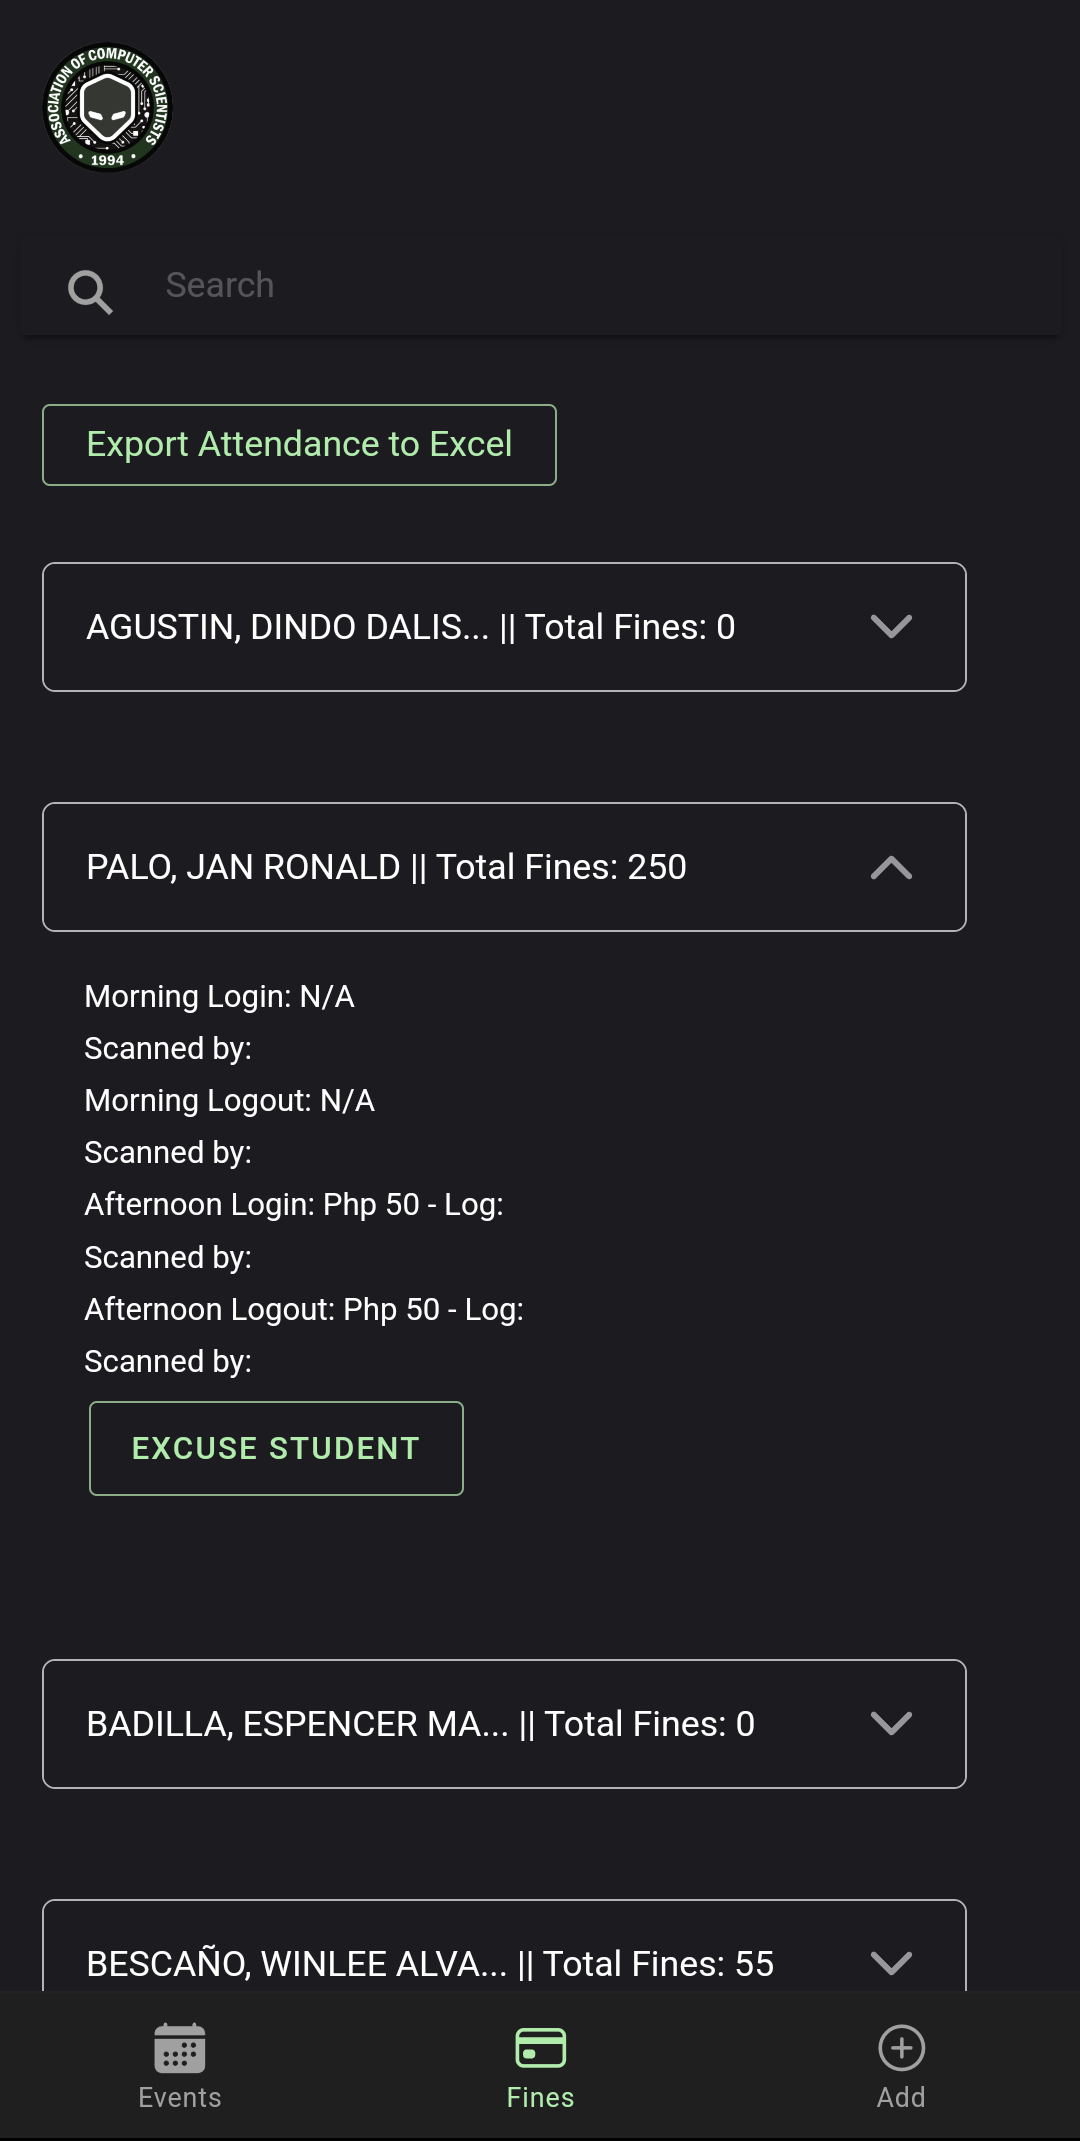 ASSOCIATION OF COMPUTER SCIENTISTS
• 1994 •
Search
Export Attendance to Excel
AGUSTIN, DINDO DALIS... || Total Fines: 0
PALO, JAN RONALD || Total Fines: 250
Morning Login: N/A
Scanned by:
Morning Logout: N/A
Scanned by:
Afternoon Login: Php 50 - Log:
Scanned by:
Afternoon Logout: Php 50 - Log:
Scanned by:
EXCUSE STUDENT
BADILLA, ESPENCER MA... || Total Fines: 0
BESCAÑO, WINLEE ALVA... || Total Fines: 55
Events
Fines
Add